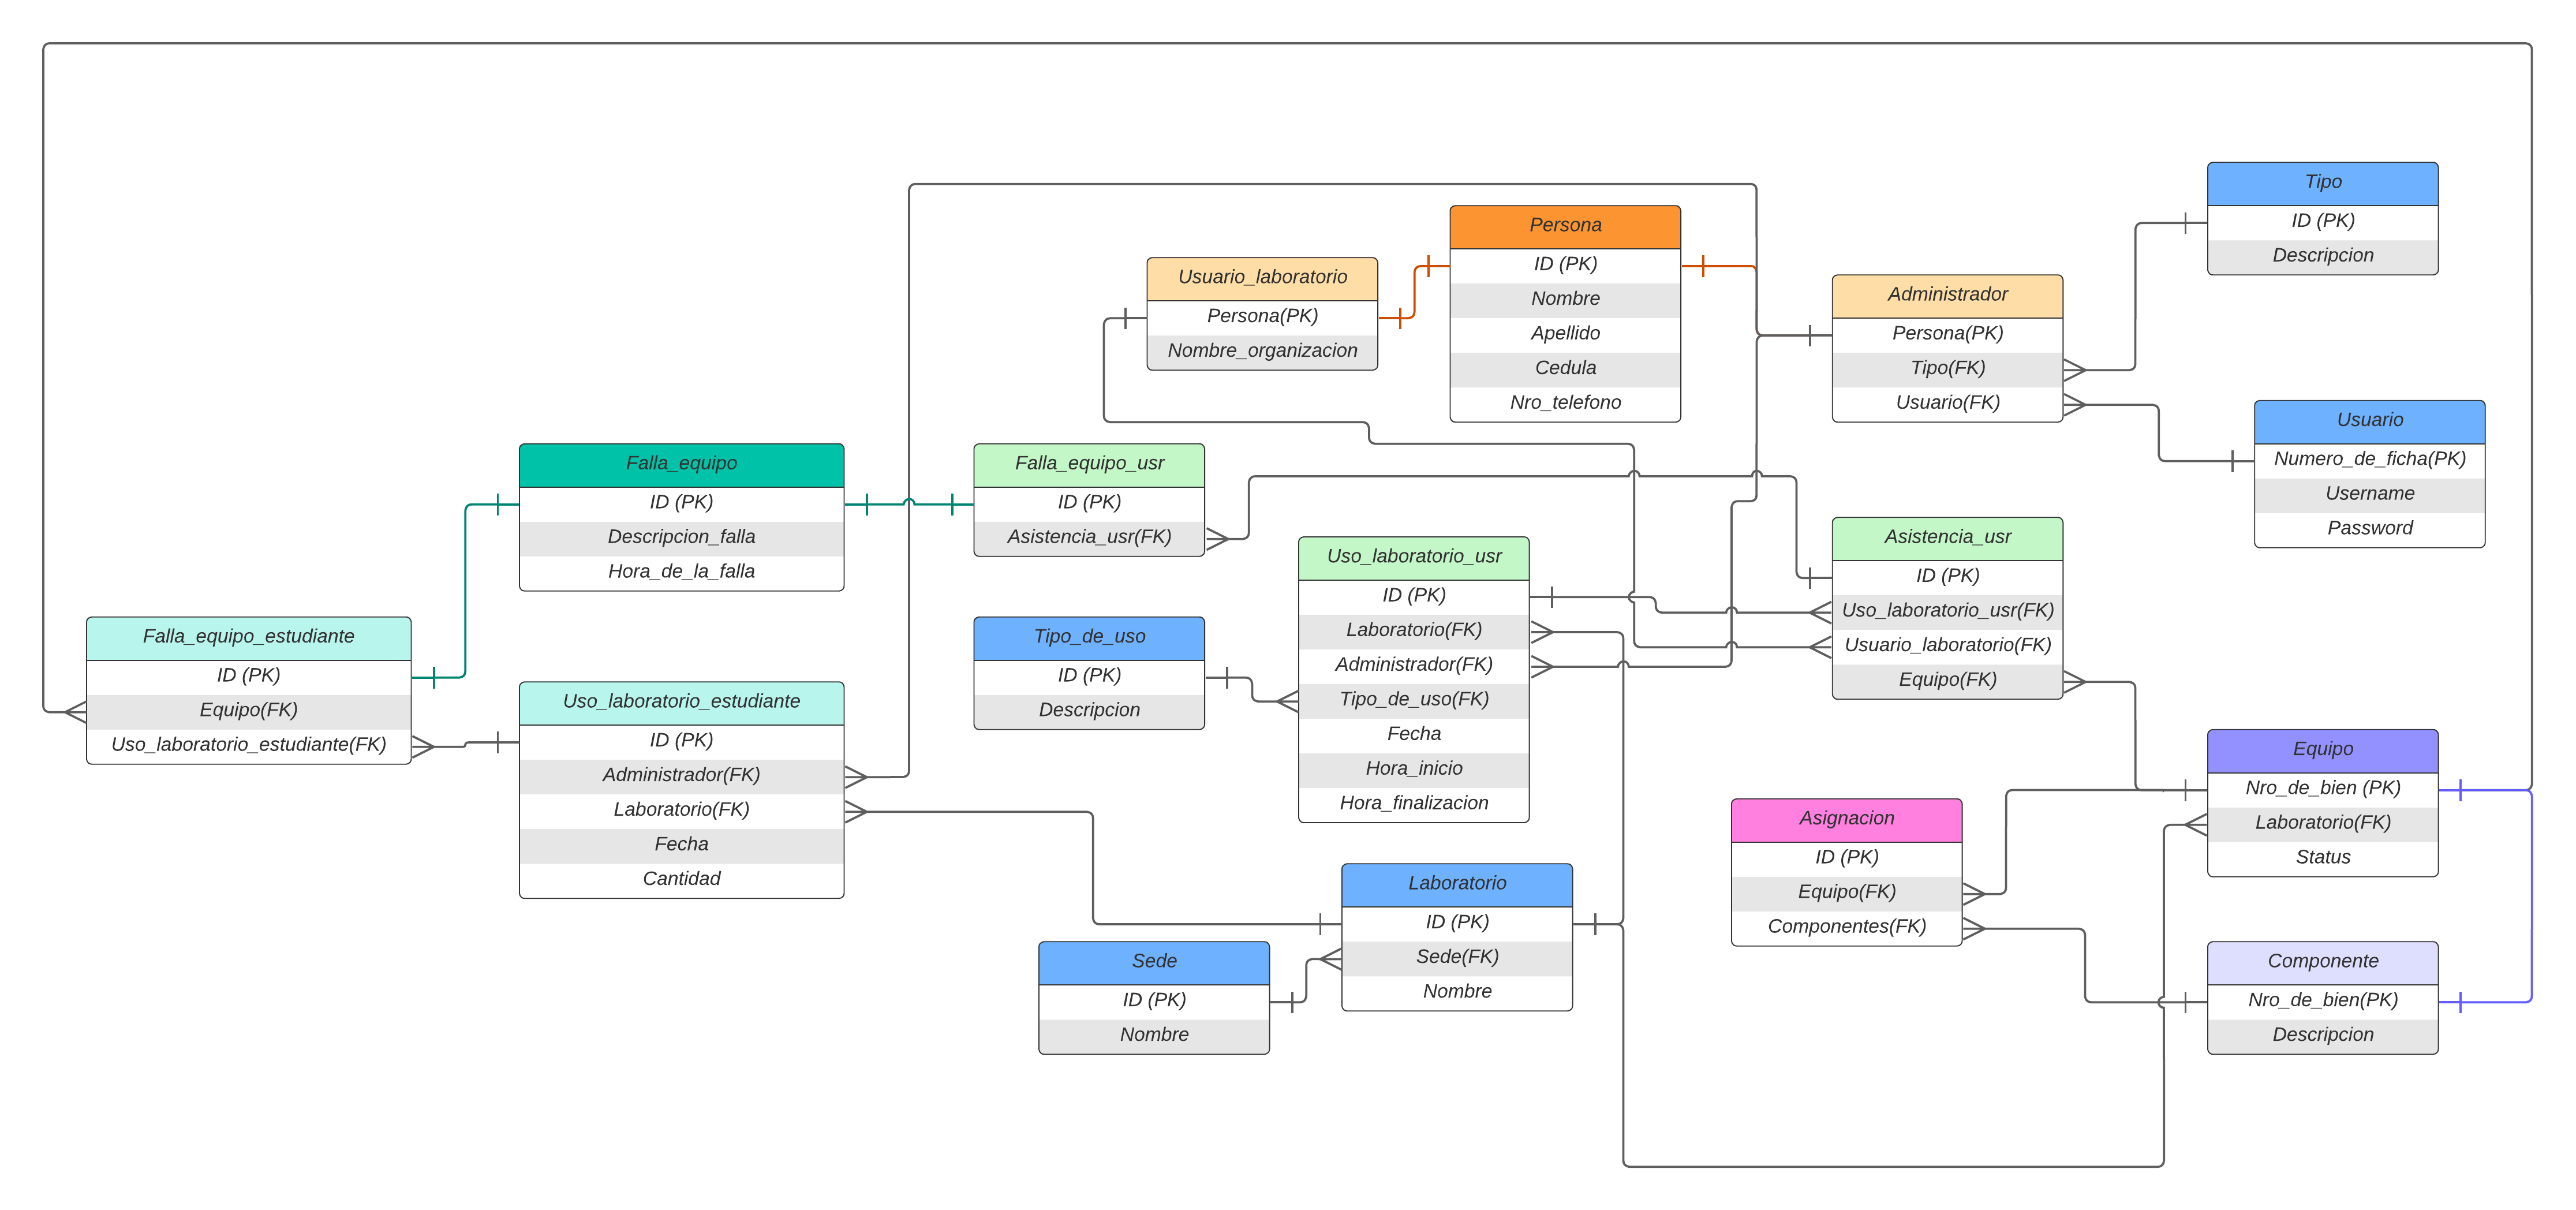 Tipo
ID (PK)
Descripcion
Persona
ID (PK)
Nombre
Apellido
Cedula
Nro_telefono
Usuario_laboratorio
Persona(PK)
Nombre_organizacion
Administrador
Persona(PK)
Tipo(FK)
Usuario(FK)
Usuario
Numero_de_ficha(PK)
Username
Password
Falla_equipo
ID (PK)
Descripcion_falla
Hora_de_la_falla
Falla_equipo_usr
ID (PK)
Asistencia_usr(FK)
Uso_laboratorio_usr
ID (PK)
Laboratorio(FK)
Administrador(FK)
Tipo_de_uso(FK)
Fecha
Hora_inicio
Hora_finalizacion
Asistencia_usr
ID (PK)
Uso_laboratorio_usr(FK)
Usuario_laboratorio(FK)
Equipo(FK)
Falla_equipo_estudiante
ID (PK)
Equipo(FK)
Uso_laboratorio_estudiante(FK)
Tipo_de_uso
ID (PK)
Descripcion
Uso_laboratorio_estudiante
ID (PK)
Administrador(FK)
Laboratorio(FK)
Fecha
Cantidad
Equipo
Nro_de_bien (PK)
Laboratorio(FK)
Status
Asignacion
ID (PK)
Equipo(FK)
Componentes(FK)
Laboratorio
ID (PK)
Sede(FK)
Nombre
Sede
ID (PK)
Nombre
Componente
Nro_de_bien(PK)
Descripcion